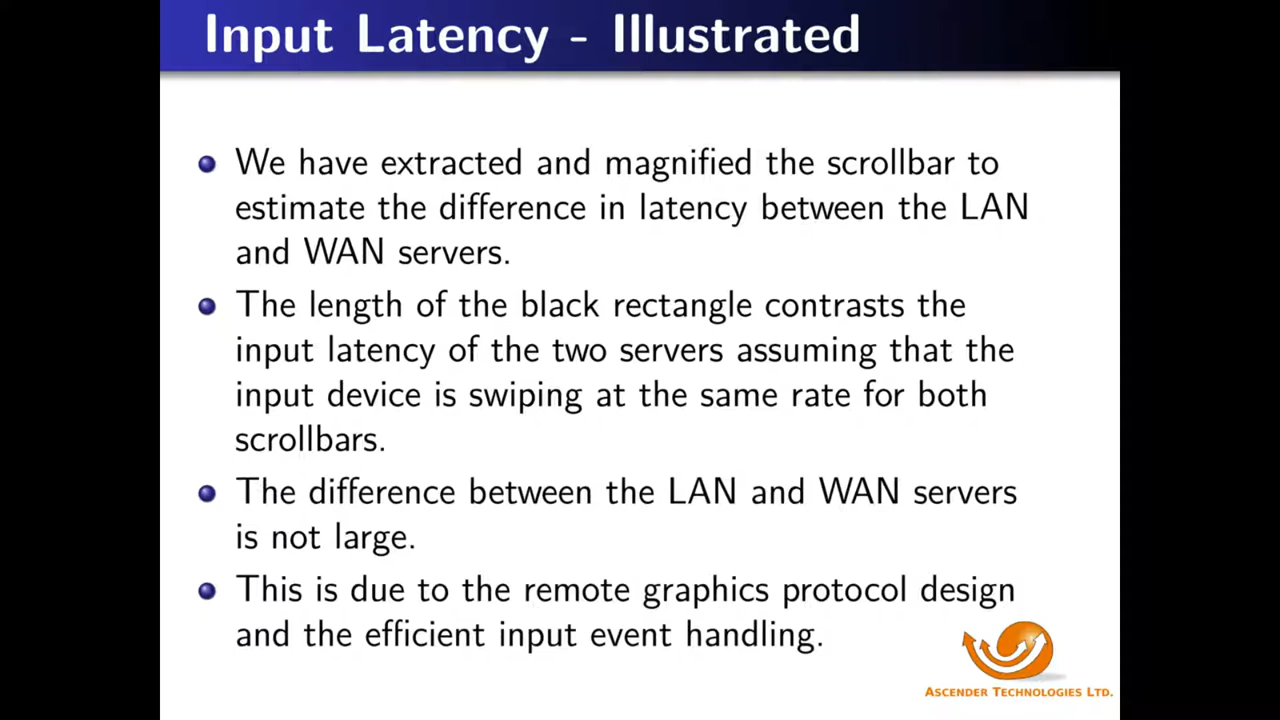 Input Latency - Illustrated
We have extracted and magnified the scrollbar to
estimate the difference in latency between the LAN
and WAN servers.
The length of the black rectangle contrasts the
input latency of the two servers assuming that the
input device is swiping at the same rate for both
scrollbars.
The difference between the LAN and WAN servers
is not large.
This is due to the remote graphics protocol design
and the efficient input event handling.
Ascender Technologies Ltd.